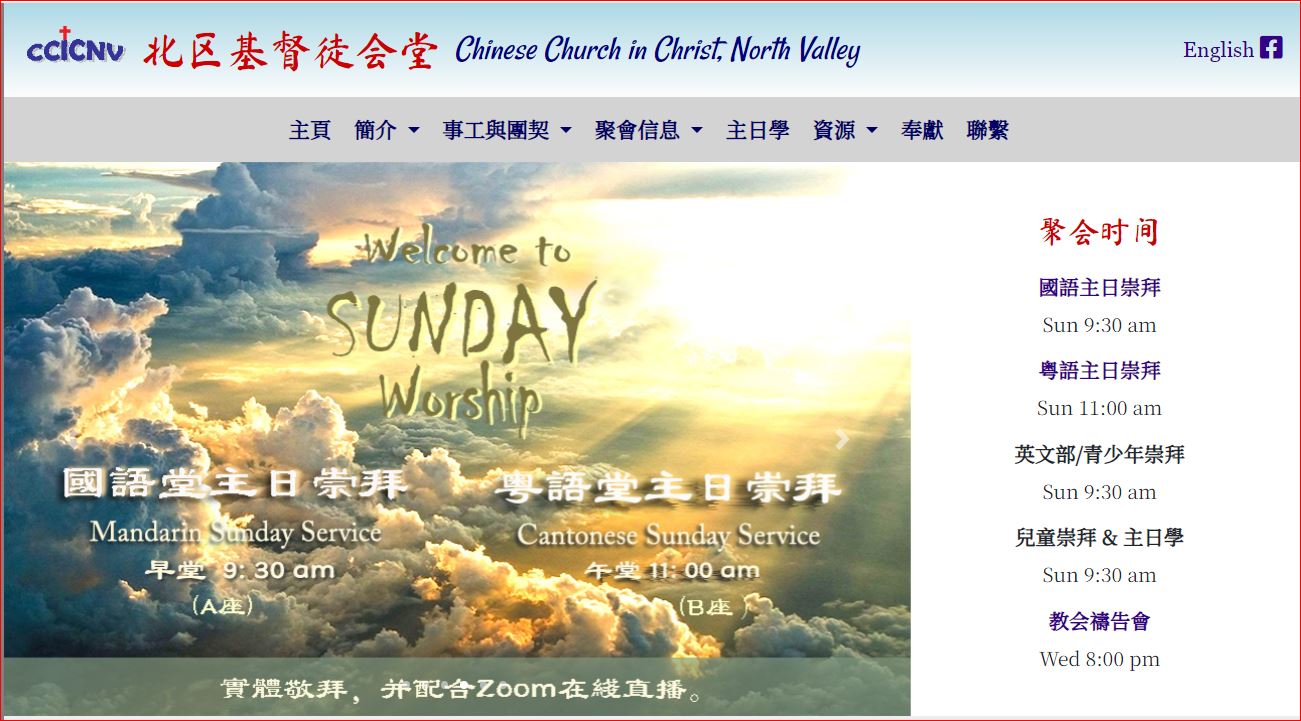 CCICNV 北区基督徒会堂 Chinese Church in Christ, North Valley English
主頁 簡介 事工與團契 聚會信息 主日學 資源 奉獻 聯繫
Welcome to
SUNDAY
Worship
國語堂主日崇拜
Mandarin Sunday Service
早堂 9: 30 am
(A座)
粵語堂主日崇拜
Cantonese Sunday Service
午堂 11: 00 am
(B座 )
實體敬拜，并配合Zoom在綫直播。
聚会时间
國語主日崇拜
Sun 9:30 am
粵語主日崇拜
Sun 11:00 am
英文部/青少年崇拜
Sun 9:30 am
兒童崇拜 & 主日學
Sun 9:30 am
教会禱告會
Wed 8:00 pm